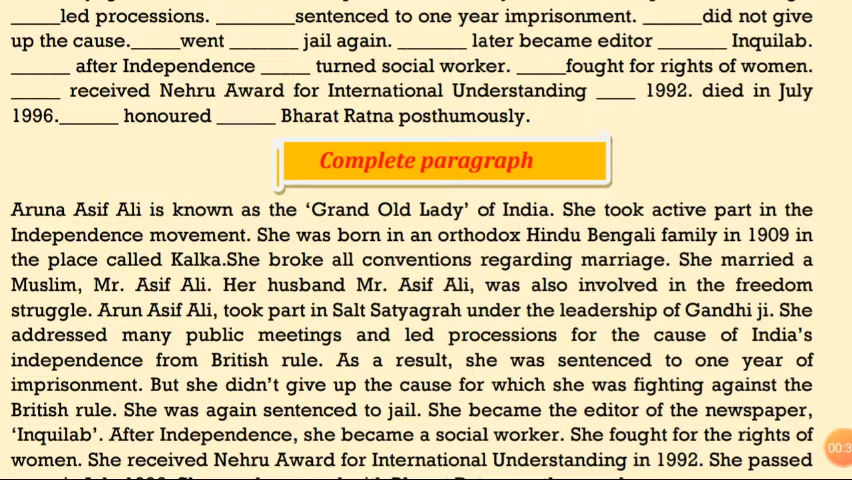 _____led processions. ________sentenced to one year imprisonment. ______did not give
up the cause._____went _______ jail again. _______ later became editor _______ Inquilab.
______ after Independence _____ turned social worker. _____fought for rights of women.
_____ received Nehru Award for International Understanding ____ 1992. died in July
1996.______ honoured ______ Bharat Ratna posthumously.
Complete paragraph
Aruna Asif Ali is known as the ‘Grand Old Lady’ of India. She took active part in the
Independence movement. She was born in an orthodox Hindu Bengali family in 1909 in
the place called Kalka.She broke all conventions regarding marriage. She married a
Muslim, Mr. Asif Ali. Her husband Mr. Asif Ali, was also involved in the freedom
struggle. Arun Asif Ali, took part in Salt Satyagrah under the leadership of Gandhi ji. She
addressed many public meetings and led processions for the cause of India’s
independence from British rule. As a result, she was sentenced to one year of
imprisonment. But she didn’t give up the cause for which she was fighting against the
British rule. She was again sentenced to jail. She became the editor of the newspaper,
‘Inquilab’. After Independence, she became a social worker. She fought for the rights of
women. She received Nehru Award for International Understanding in 1992. She passed
00:3